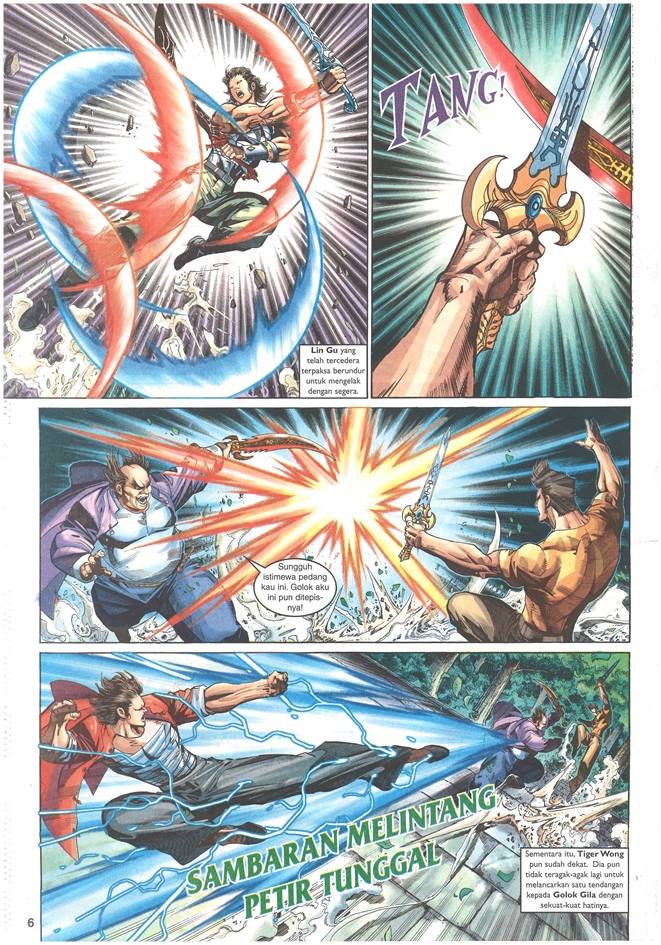 Lin Gu yang
telah tercedera
terpaksa berundur
untuk mengelak
dengan segera.
TANG!
Sungguh
istimewa pedang
kau ini. Golok aku
ini pun ditepis-
nya!
SAMBARAN MELINTANG
PETIR TUNGGAL
Sementara itu, Tiger Wong
pun sudah dekat. Dia pun
tidak teragak-agak lagi untuk
melancarkan satu tendangan
kepada Golok Gila dengan
sekuat-kuat hatinya.
6